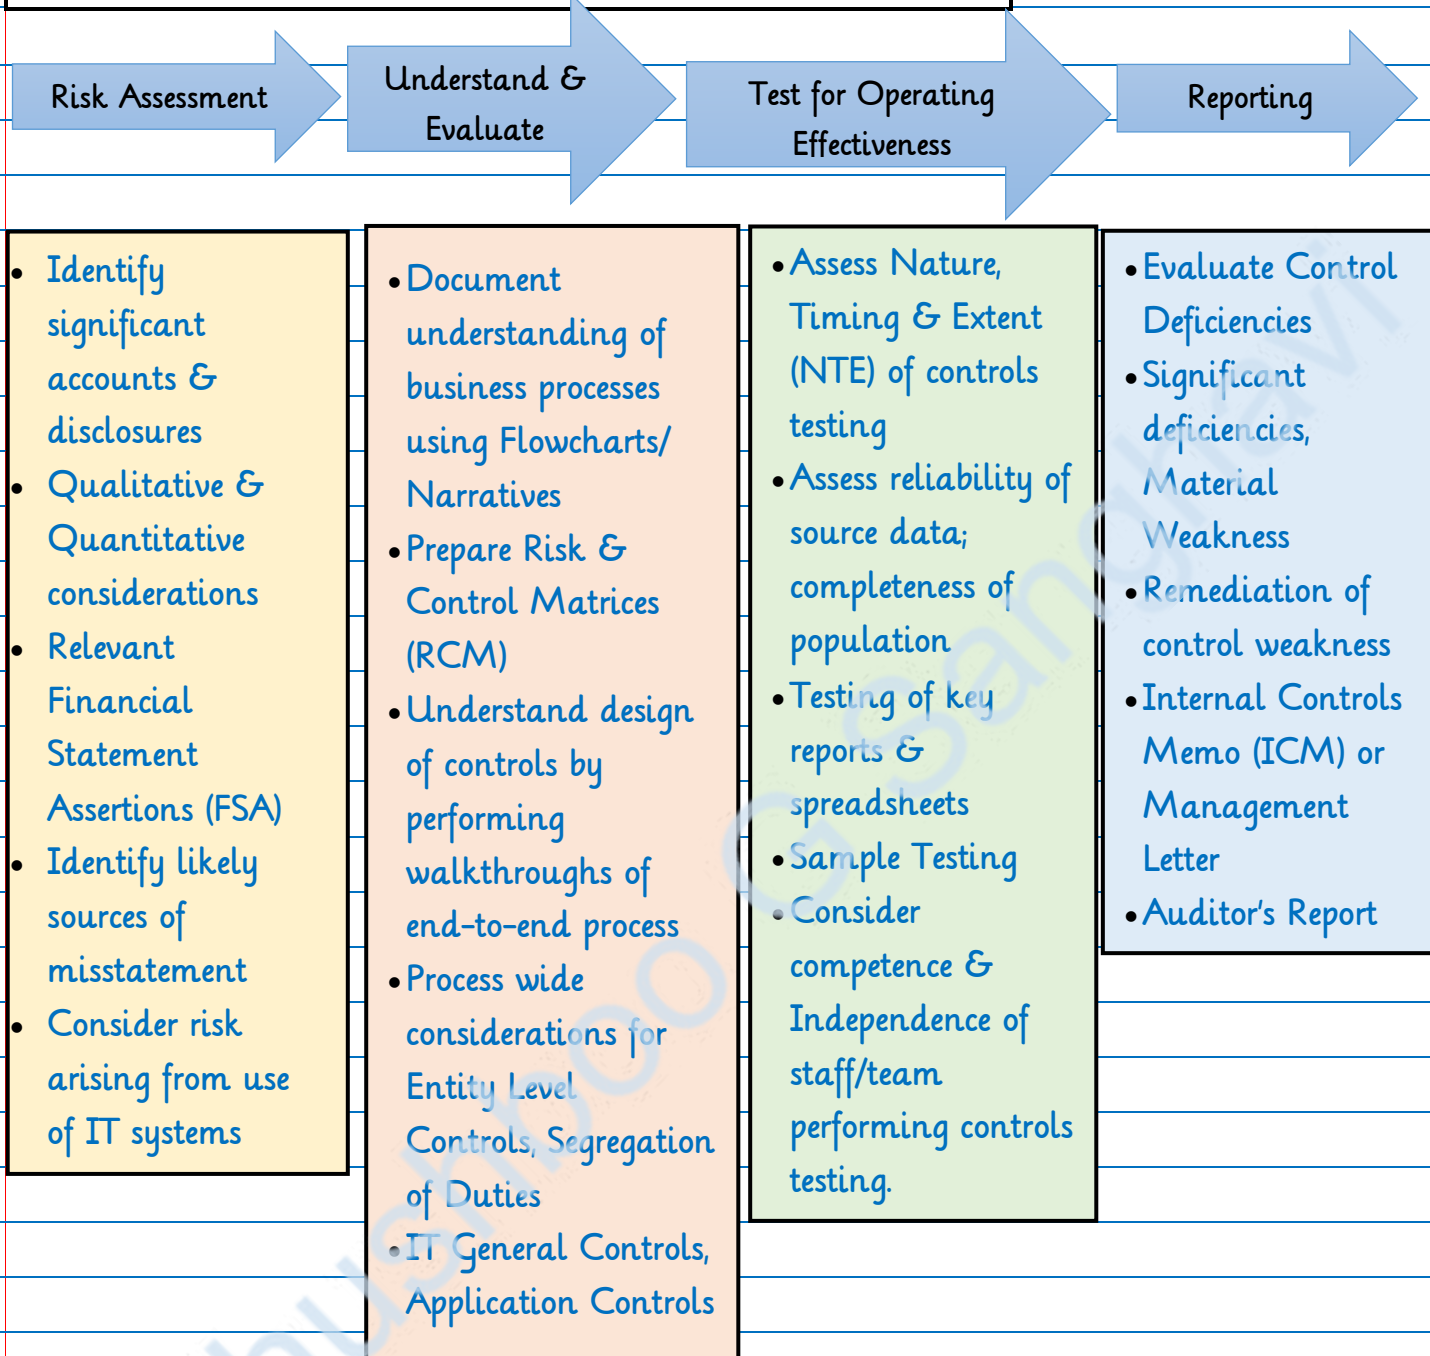 Risk Assessment
Understand &
Evaluate
Test for Operating
Effectiveness
Reporting
• Identify
significant
accounts &
disclosures
• Qualitative &
Quantitative
considerations
• Relevant
Financial
Statement
Assertions (FSA)
• Identify likely
sources of
misstatement
• Consider risk
arising from use
of IT systems
• Document
understanding of
business processes
using Flowcharts/
Narratives
• Prepare Risk &
Control Matrices
(RCM)
• Understand design
of controls by
performing
walkthroughs of
end-to-end process
• Process wide
considerations for
Entity Level
Controls, Segregation
of Duties
• IT General Controls,
Application Controls
• Assess Nature,
Timing & Extent
(NTE) of controls
testing
• Assess reliability of
source data;
completeness of
population
• Testing of key
reports &
spreadsheets
• Sample Testing
• Consider
competence &
Independence of
staff/team
performing controls
testing.
• Evaluate Control
Deficiencies
• Significant
deficiencies,
Material
Weakness
• Remediation of
control weakness
• Internal Controls
Memo (ICM) or
Management
Letter
• Auditor's Report
hushboo G Sanghavi